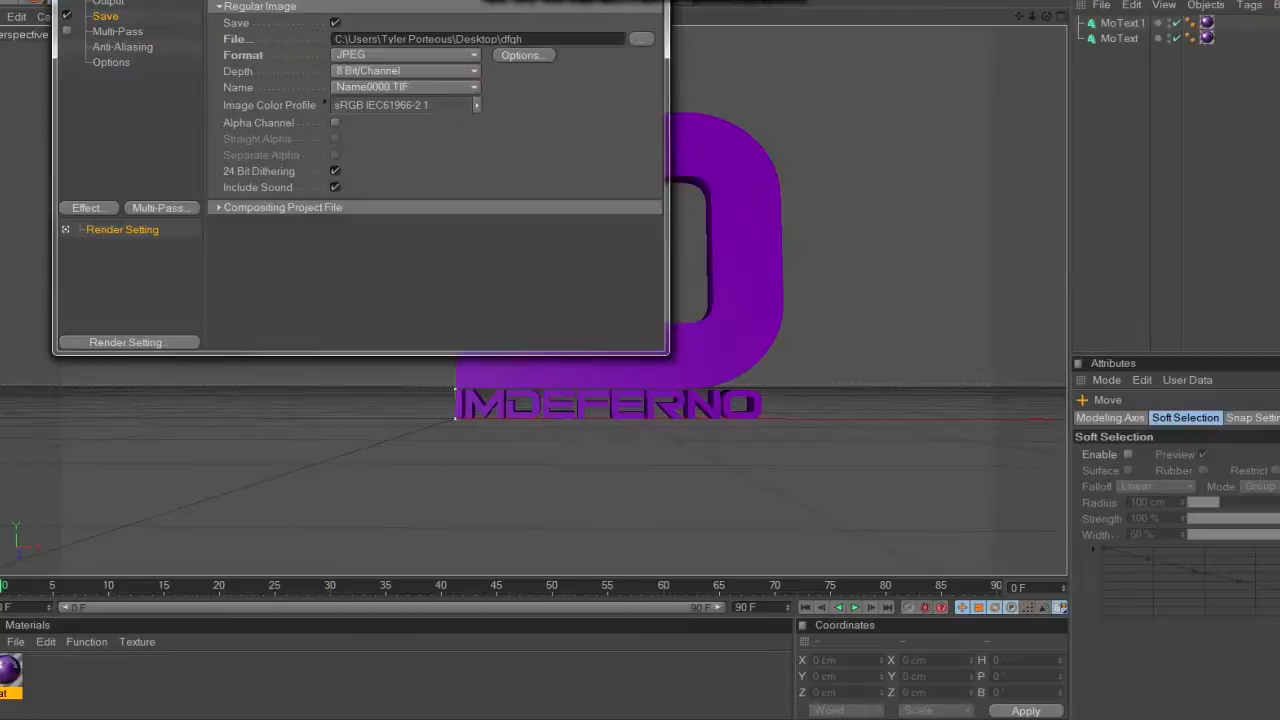 Edit Ca
erspective
Output
Save
Multi-Pass
Anti-Aliasing
Options
Effect... Multi-Pass...
Render Setting
Render Setting...
Regular Image
Save
File... C:\Users\Tyler Porteous\Desktop\dfgh ...
Format JPEG Options...
Depth 8 Bit/Channel
Name Name0000.TIF
Image Color Profile sRGB IEC61966-2.1
Alpha Channel
Straight Alpha
Separate Alpha
24 Bit Dithering
Include Sound
Compositing Project File
D
IMDEFERNO
Y
X
Z
File Edit View Objects Tags B
MoText.1
MoText
Attributes
Mode Edit User Data
Move
Modeling Axis Soft Selection Snap Settin
Soft Selection
Enable Preview
Surface Rubber Restrict
Falloff Linear Mode Group
Radius 100 cm
Strength 100 %
Width 50 %
0 5 10 15 20 25 30 35 40 45 50 55 60 65 70 75 80 85 90 0 F
0 F 0 F 90 F 90 F
Materials
File Edit Function Texture
at
Coordinates
-- -- --
X 0 cm X 0 cm H 0 °
Y 0 cm Y 0 cm P 0 °
Z 0 cm Z 0 cm B 0 °
World Scale Apply